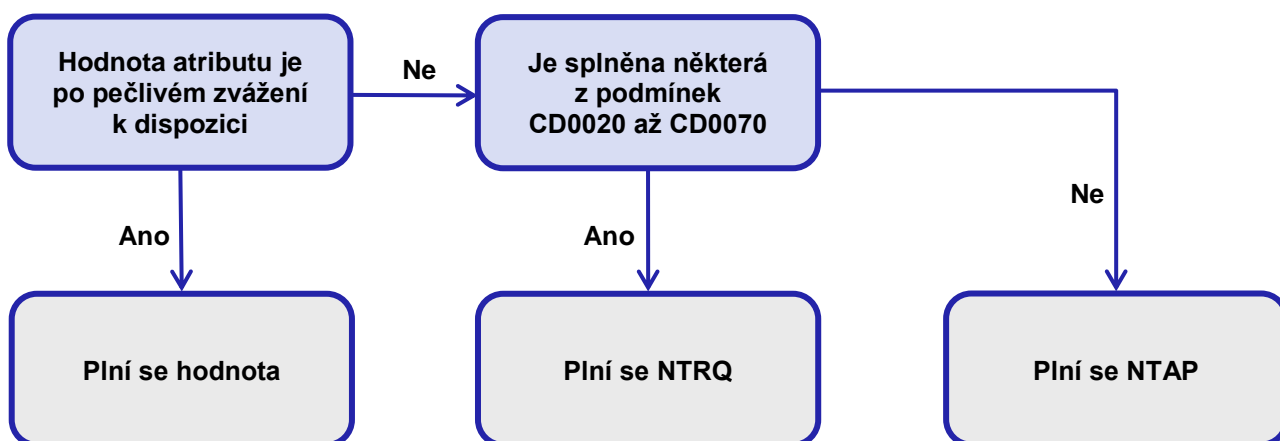 Hodnota atributu je
po pečlivém zvážení
k dispozici
Ne
Je splněna některá
z podmínek
CD0020 až CD0070
Ne
Ano
Ano
Plní se hodnota
Plní se NTRQ
Plní se NTAP